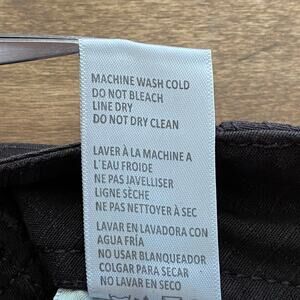 MACHINE WASH COLD
DO NOT BLEACH
LINE DRY
DO NOT DRY CLEAN
LAVER À LA MACHINE A
L'EAU FROIDE
NE PAS JAVELLISER
LIGNE SÈCHE
NE PAS NETTOYER À SEC
LAVAR EN LAVADORA CON
AGUA FRÍA
NO USAR BLANQUEADOR
COLGAR PARA SECAR
NO LAVAR EN SECO